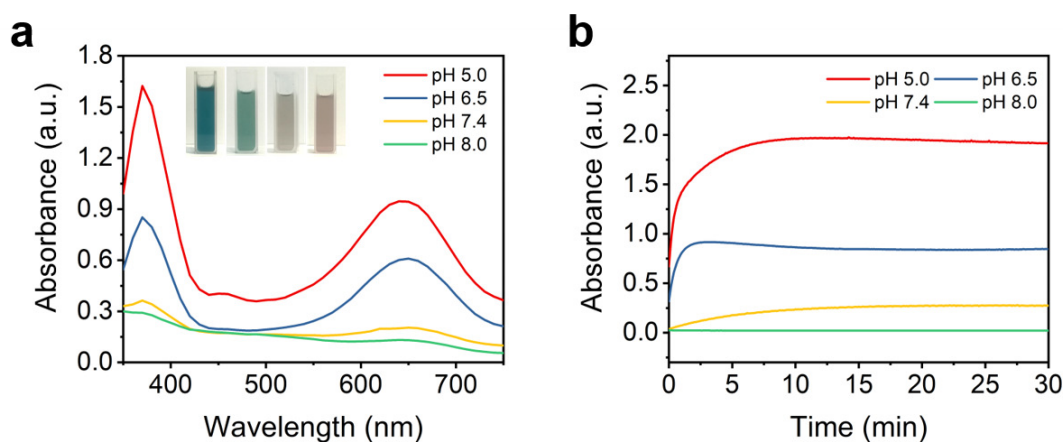 a
1.8
1.5
1.2
0.9
0.6
0.3
0.0
Absorbance (a.u.)
pH 5.0
pH 6.5
pH 7.4
pH 8.0
400 500 600 700
Wavelength (nm)
b
2.5
2.0
1.5
1.0
0.5
0.0
Absorbance (a.u.)
pH 5.0 pH 6.5
pH 7.4 pH 8.0
0 5 10 15 20 25 30
Time (min)